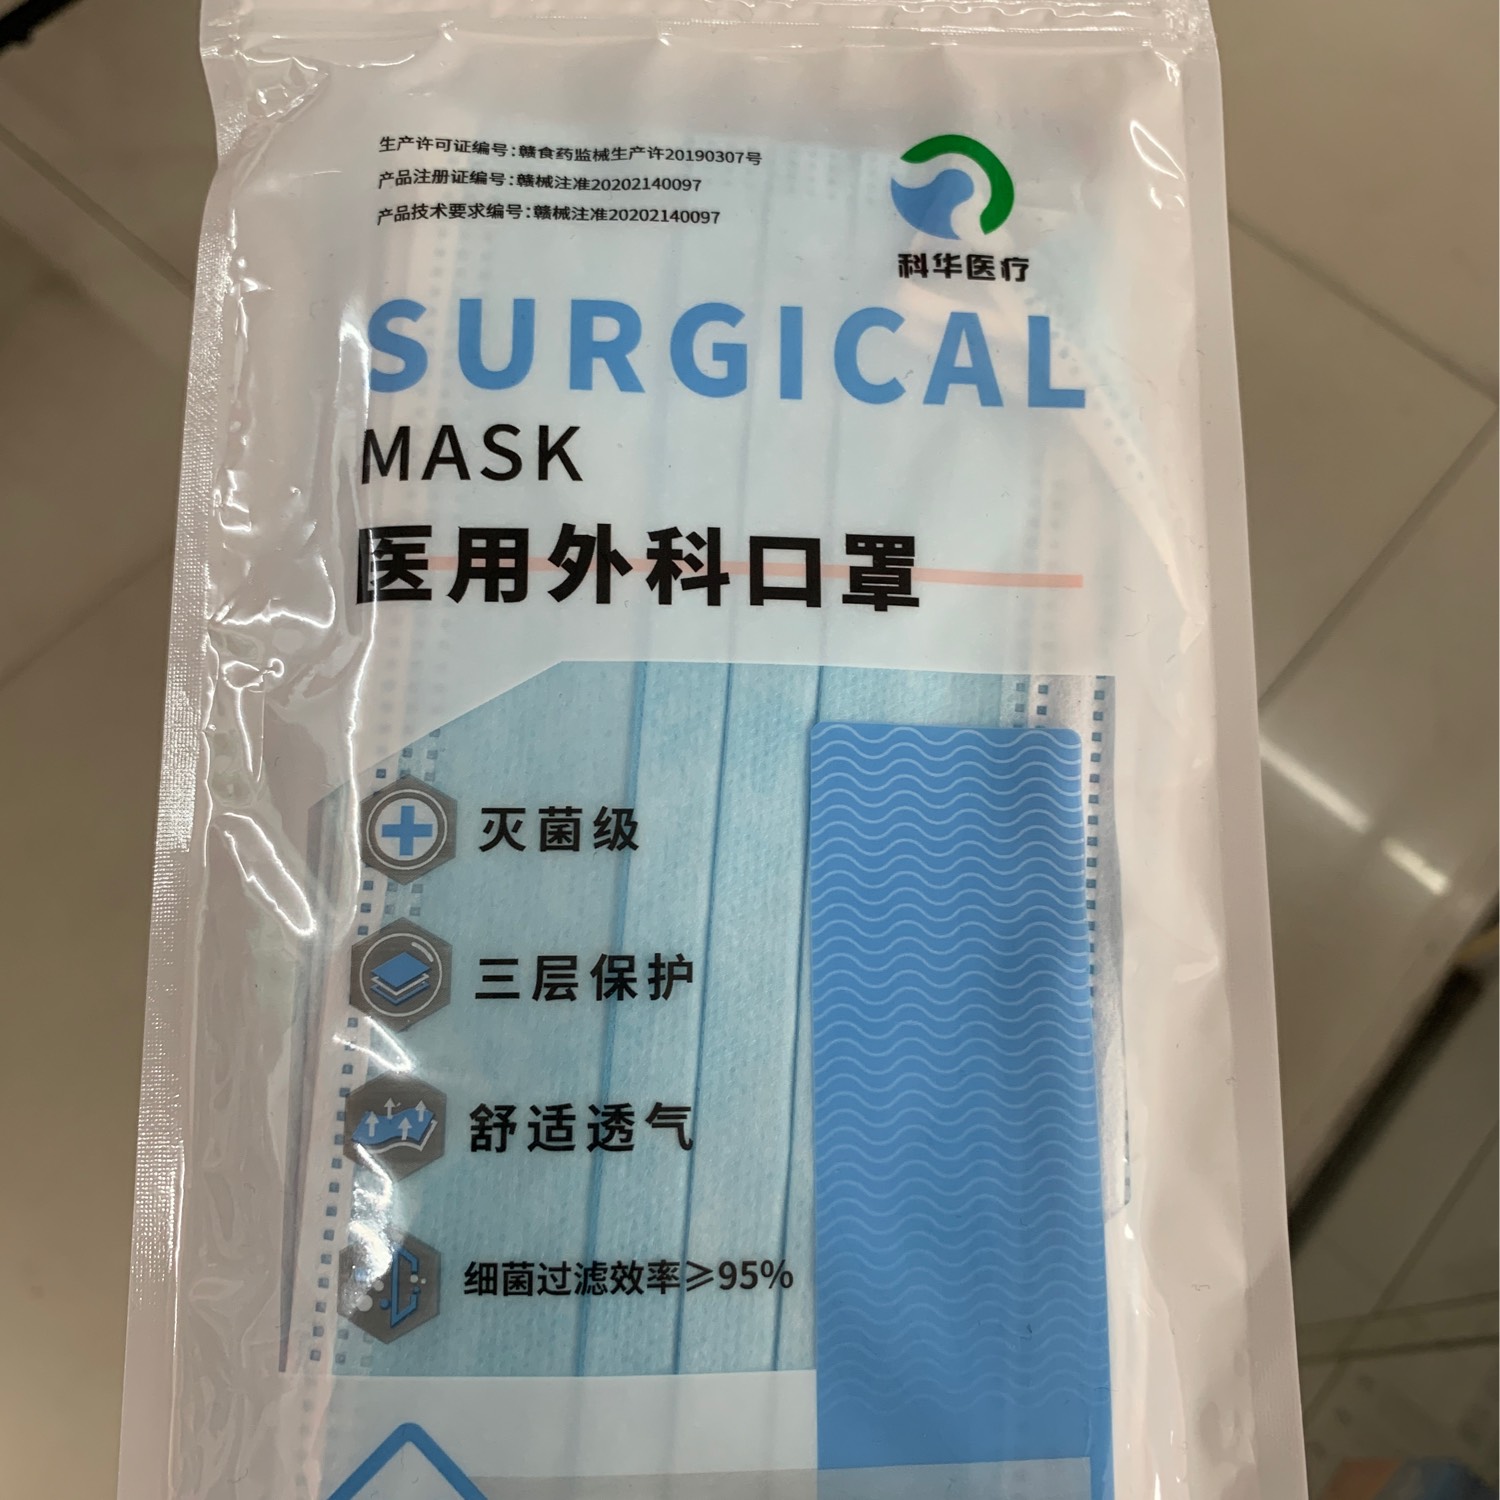 生产许可证编号:赣食药监械生产许20190307号
产品注册证编号:赣械注准20202140097
产品技术要求编号:赣械注准20202140097
科华医疗
SURGICAL
MASK
医用外科口罩
灭菌级
三层保护
舒适透气
细菌过滤效率≥95%